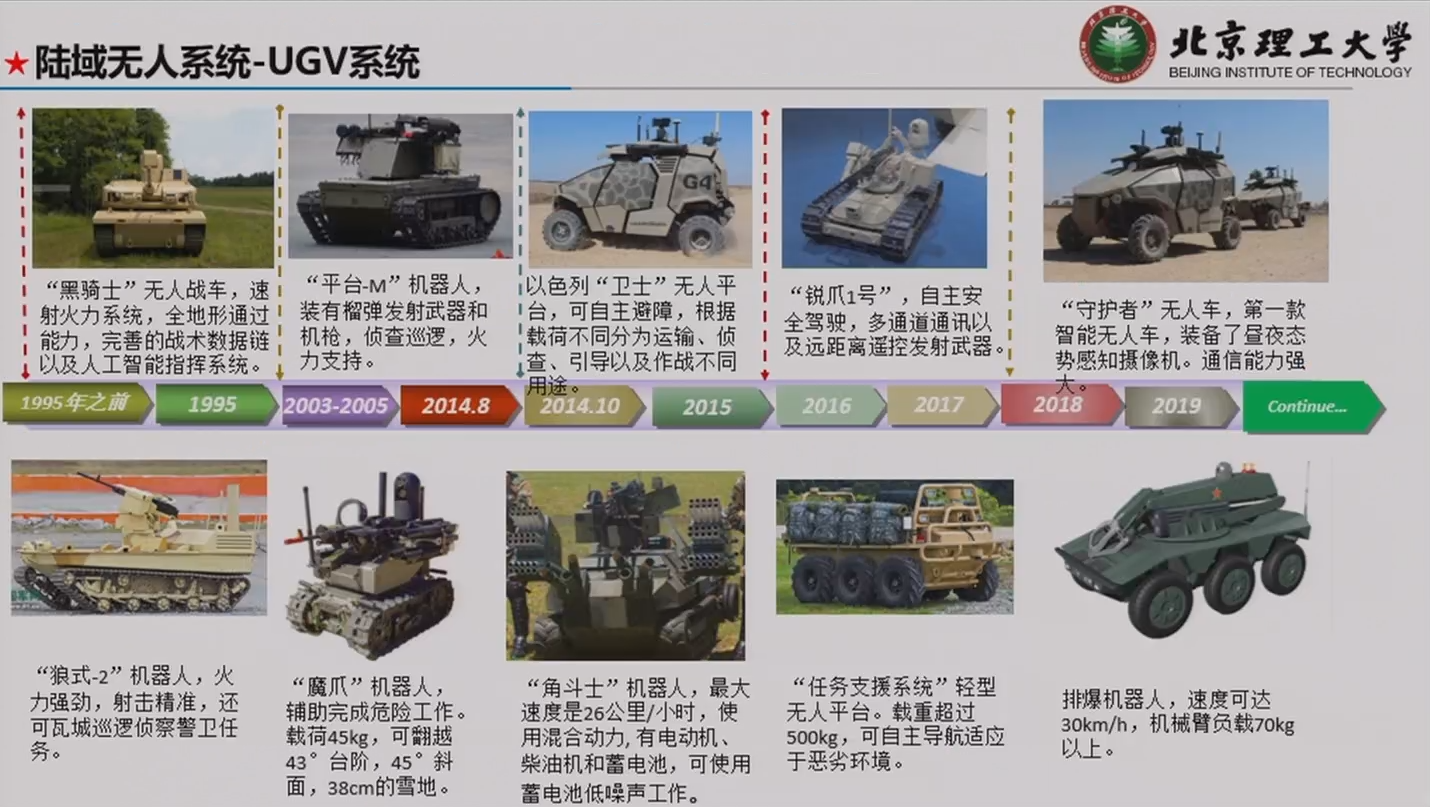 陆域无人系统-UGV系统
北京理工大学
BEIJING INSTITUTE OF TECHNOLOGY
“黑骑士”无人战车，速
射火力系统，全地形通过
能力，完善的战术数据链
以及人工智能指挥系统。
“平台-M”机器人，
装有榴弹发射武器和
机枪，侦查巡逻，火
力支持。
G4
以色列“卫士”无人平
台，可自主避障，根据
载荷不同分为运输、侦
查、引导以及作战不同
用途。
“锐爪1号”，自主安
全驾驶，多通道通讯以
及远距离遥控发射武器。
“守护者”无人车，第一款
智能无人车，装备了昼夜态
势感知摄像机。通信能力强
大。
1995年之前
1995
2003-2005
2014.8
2014.10
2015
2016
2017
2018
2019
Continue...
“狼式-2”机器人，火
力强劲，射击精准，还
可瓦城巡逻侦察警卫任
务。
“魔爪”机器人，
辅助完成危险工作。
载荷45kg，可翻越
43°台阶，45°斜
面，38cm的雪地。
“角斗士”机器人，最大
速度是26公里/小时，使
用混合动力, 有电动机、
柴油机和蓄电池，可使用
蓄电池低噪声工作。
“任务支援系统”轻型
无人平台。载重超过
500kg，可自主导航适应
于恶劣环境。
排爆机器人，速度可达
30km/h，机械臂负载70kg
以上。